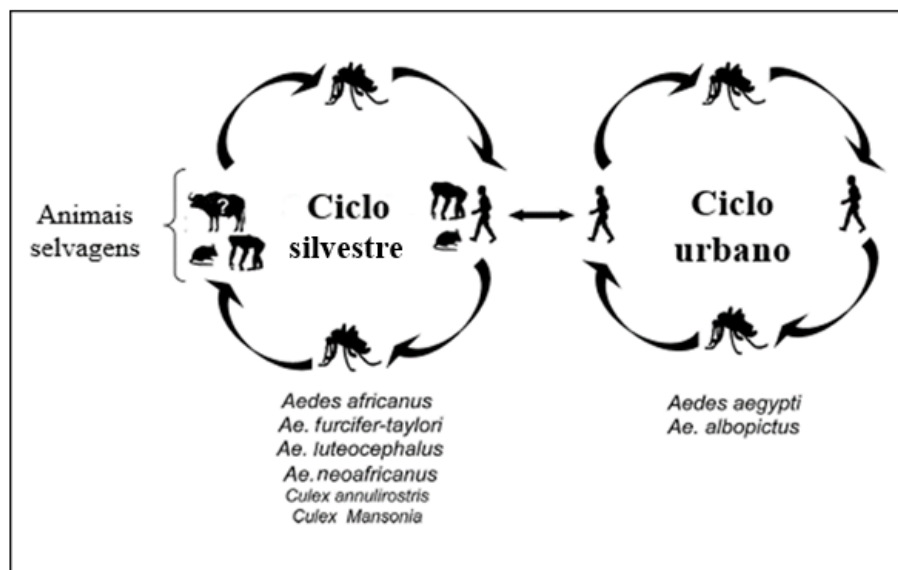 Animais
selvagens
?
Ciclo
silvestre
Ciclo
urbano
Aedes africanus
Ae. furcifer-taylori
Ae. luteocephalus
Ae. neoafricanus
Culex annulirostris
Culex Mansonia
Aedes aegypti
Ae. albopictus